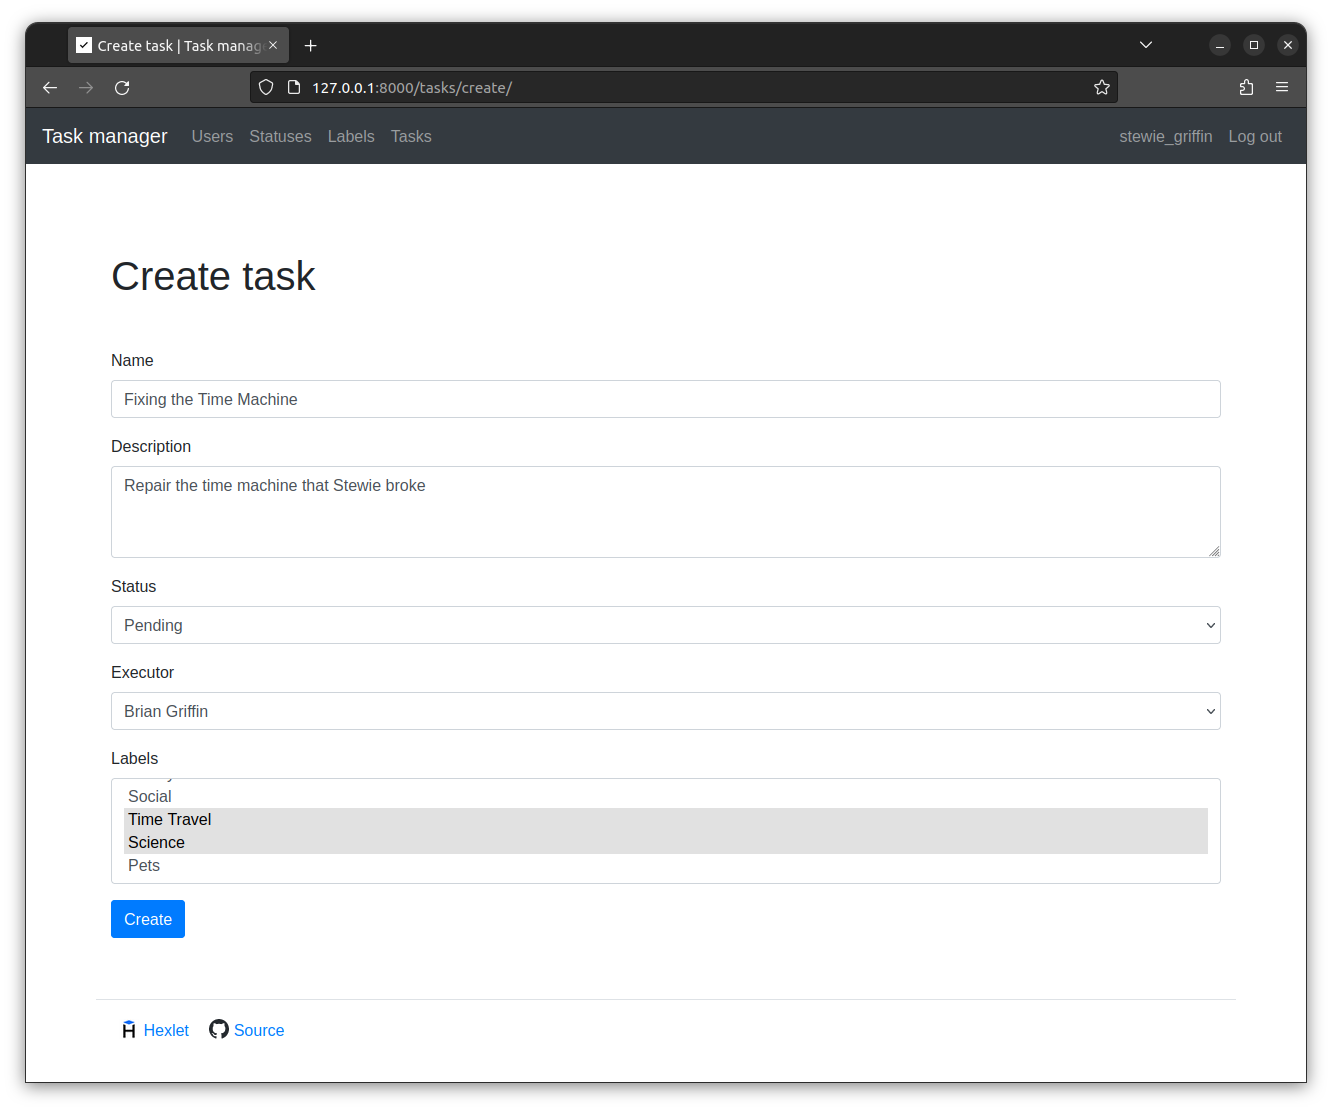 Create task | Task manag
127.0.0.1:8000/tasks/create/
Task manager Users Statuses Labels Tasks stewie_griffin Log out
Create task
Name
Fixing the Time Machine
Description
Repair the time machine that Stewie broke
Status
Pending
Executor
Brian Griffin
Labels
Social
Time Travel
Science
Pets
Create
Hexlet Source